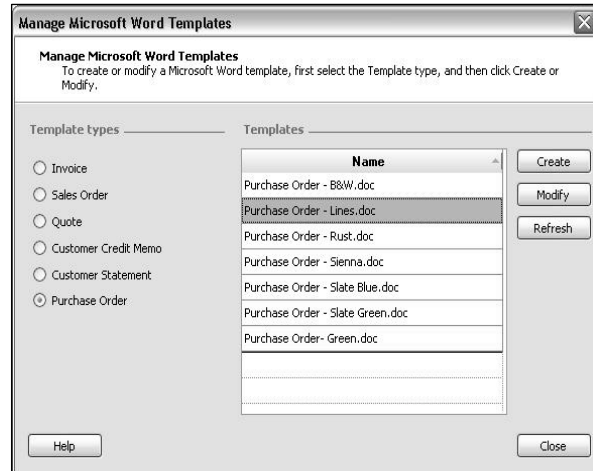 Manage Microsoft Word Templates
Manage Microsoft Word Templates
To create or modify a Microsoft Word template, first select the Template type, and then click Create or
Modify.
Template types
Invoice
Sales Order
Quote
Customer Credit Memo
Customer Statement
Purchase Order
Templates
Name
Purchase Order - B&W.doc
Purchase Order - Lines.doc
Purchase Order - Rust.doc
Purchase Order - Sienna.doc
Purchase Order - Slate Blue.doc
Purchase Order - Slate Green.doc
Purchase Order- Green.doc
Create
Modify
Refresh
Help
Close